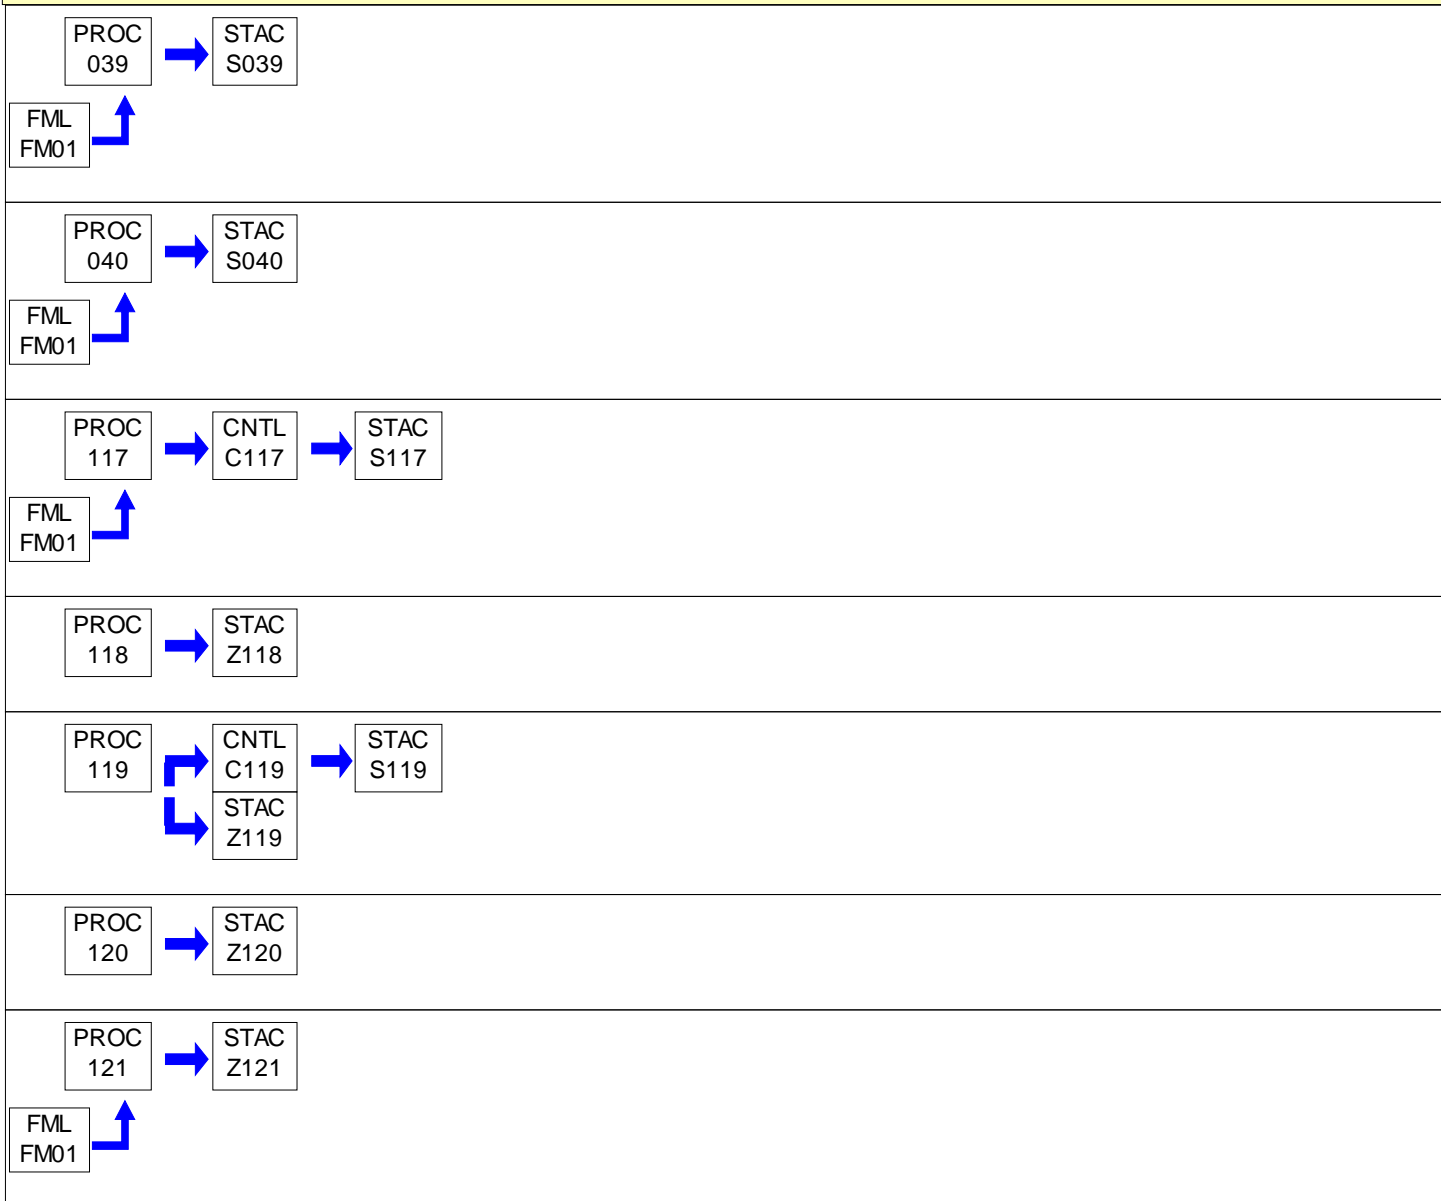 PROC
039
STAC
S039
FML
FM01
PROC
040
STAC
S040
FML
FM01
PROC
117
CNTL
C117
STAC
S117
FML
FM01
PROC
118
STAC
Z118
PROC
119
CNTL
C119
STAC
S119
STAC
Z119
PROC
120
STAC
Z120
PROC
121
STAC
Z121
FML
FM01